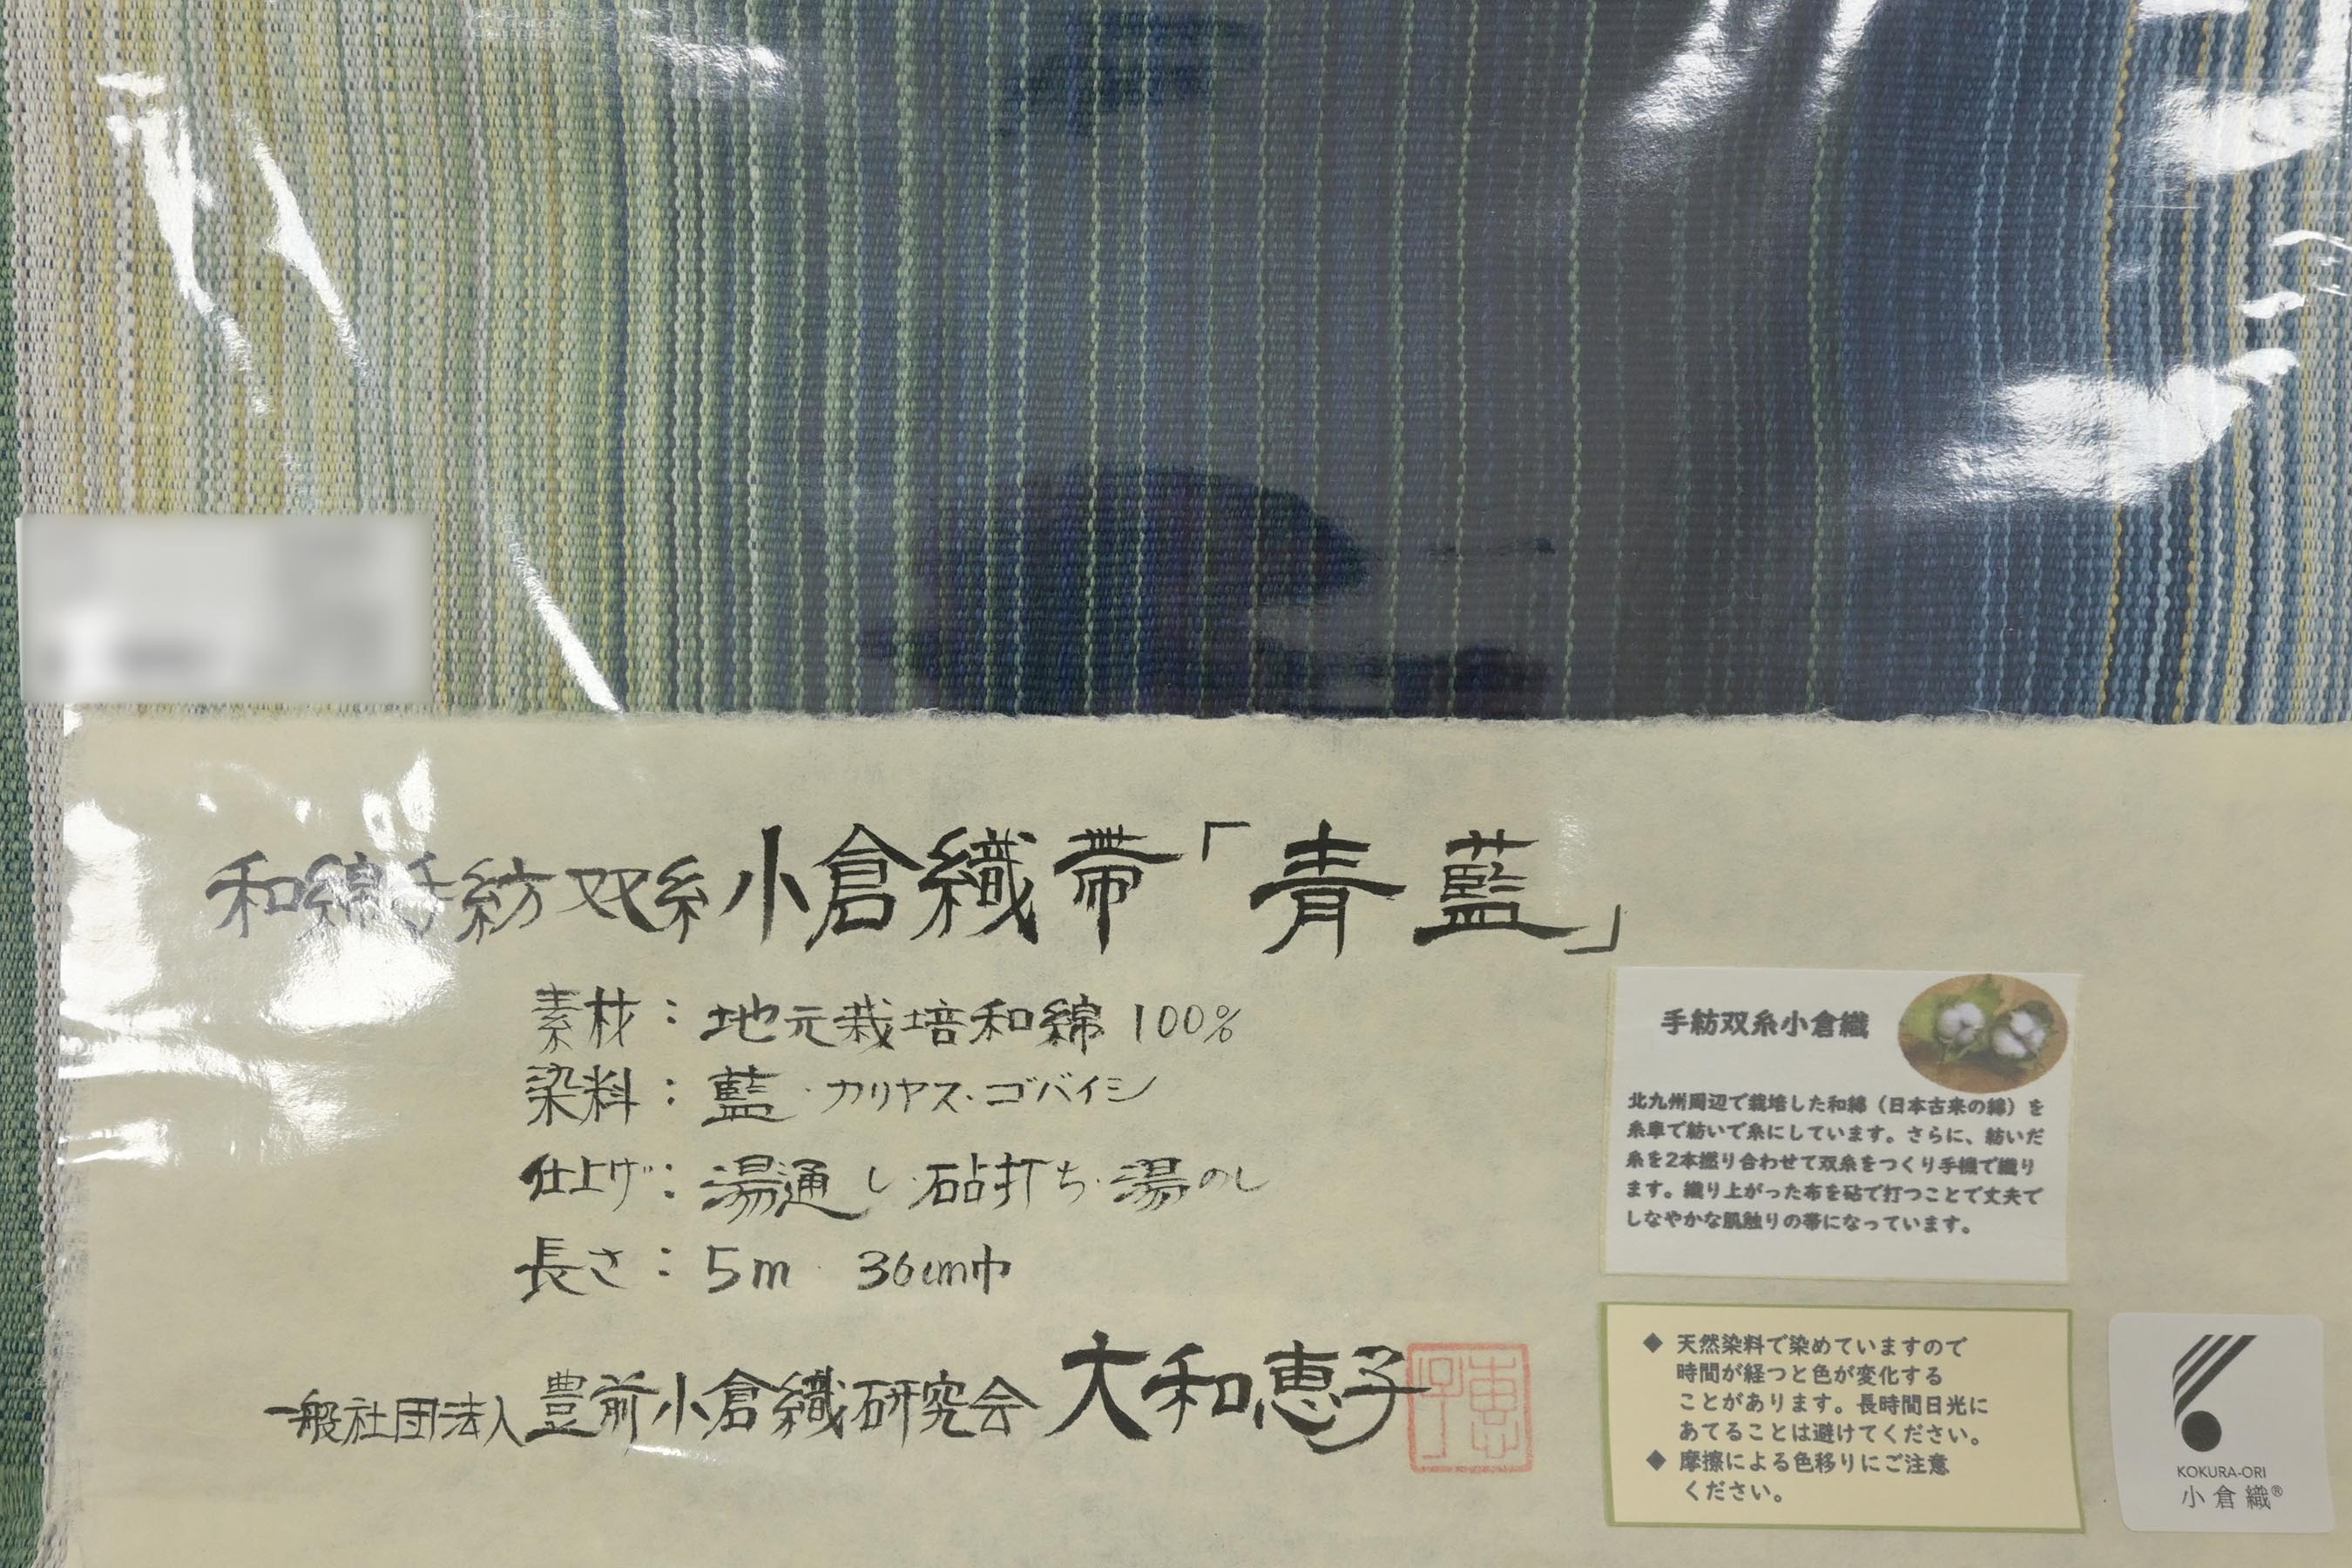 和綿手紡双糸小倉織帯「青藍」
素材：地元栽培和綿 100%
染料：藍・カリヤス・ゴバイシ
仕上げ：湯通し・砧打ち・湯のし
長さ：5m 36cm巾
一般社団法人豊前小倉織研究会 大和恵子
恵子
手紡双糸小倉織
北九州周辺で栽培した和綿（日本古来の綿）を
糸車で紡いで糸にしています。さらに、紡いだ
糸を2本撚り合わせて双糸をつくり手機で織り
ます。織り上がった布を砧で打つことで丈夫で
しなやかな肌触りの帯になっています。
◆ 天然染料で染めていますので
時間が経つと色が変化する
ことがあります。長時間日光に
あてることは避けてください。
◆ 摩擦による色移りにご注意
ください。
KOKURA-ORI
小倉織®